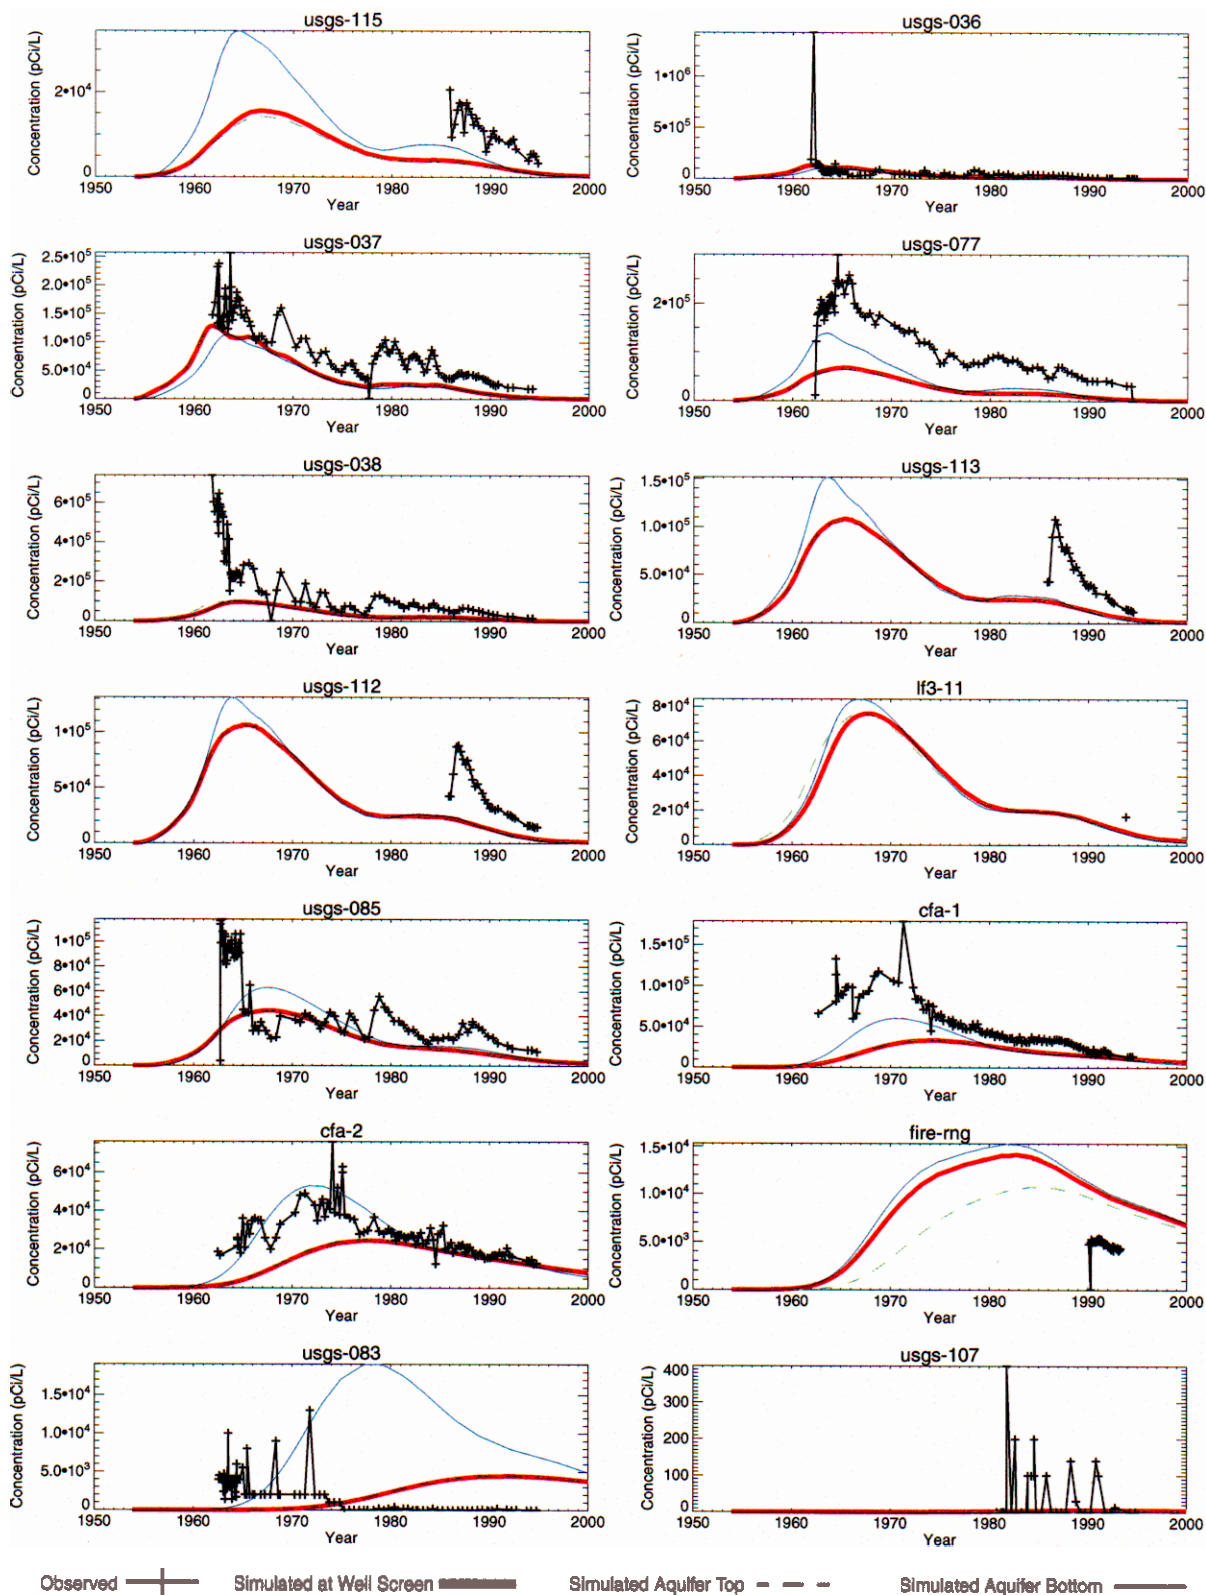 usgs-115
Concentration (pCi/L)
2•10⁴
0
1950 1960 1970 1980 1990 2000
Year
usgs-036
Concentration (pCi/L)
1•10⁶
5•10⁵
0
1950 1960 1970 1980 1990 2000
Year
usgs-037
Concentration (pCi/L)
2.5•10⁵
2.0•10⁵
1.5•10⁵
1.0•10⁵
5.0•10⁴
0
1950 1960 1970 1980 1990 2000
Year
usgs-077
Concentration (pCi/L)
2•10⁵
0
1950 1960 1970 1980 1990 2000
Year
usgs-038
Concentration (pCi/L)
6•10⁵
4•10⁵
2•10⁵
0
1950 1960 1970 1980 1990 2000
Year
usgs-113
Concentration (pCi/L)
1.5•10⁵
1.0•10⁵
5.0•10⁴
0
1950 1960 1970 1980 1990 2000
Year
usgs-112
Concentration (pCi/L)
1•10⁵
5•10⁴
0
1950 1960 1970 1980 1990 2000
Year
lf3-11
Concentration (pCi/L)
8•10⁴
6•10⁴
4•10⁴
2•10⁴
0
1950 1960 1970 1980 1990 2000
Year
usgs-085
Concentration (pCi/L)
1•10⁵
8•10⁴
6•10⁴
4•10⁴
2•10⁴
0
1950 1960 1970 1980 1990 2000
Year
cfa-1
Concentration (pCi/L)
1.5•10⁵
1.0•10⁵
5.0•10⁴
0
1950 1960 1970 1980 1990 2000
Year
cfa-2
Concentration (pCi/L)
6•10⁴
4•10⁴
2•10⁴
0
1950 1960 1970 1980 1990 2000
Year
fire-rng
Concentration (pCi/L)
1.5•10⁴
1.0•10⁴
5.0•10³
0
1950 1960 1970 1980 1990 2000
Year
usgs-083
Concentration (pCi/L)
1.5•10⁴
1.0•10⁴
5.0•10³
0
1950 1960 1970 1980 1990 2000
Year
usgs-107
Concentration (pCi/L)
400
300
200
100
0
1950 1960 1970 1980 1990 2000
Year
Observed Simulated at Well Screen Simulated Aquifer Top Simulated Aquifer Bottom